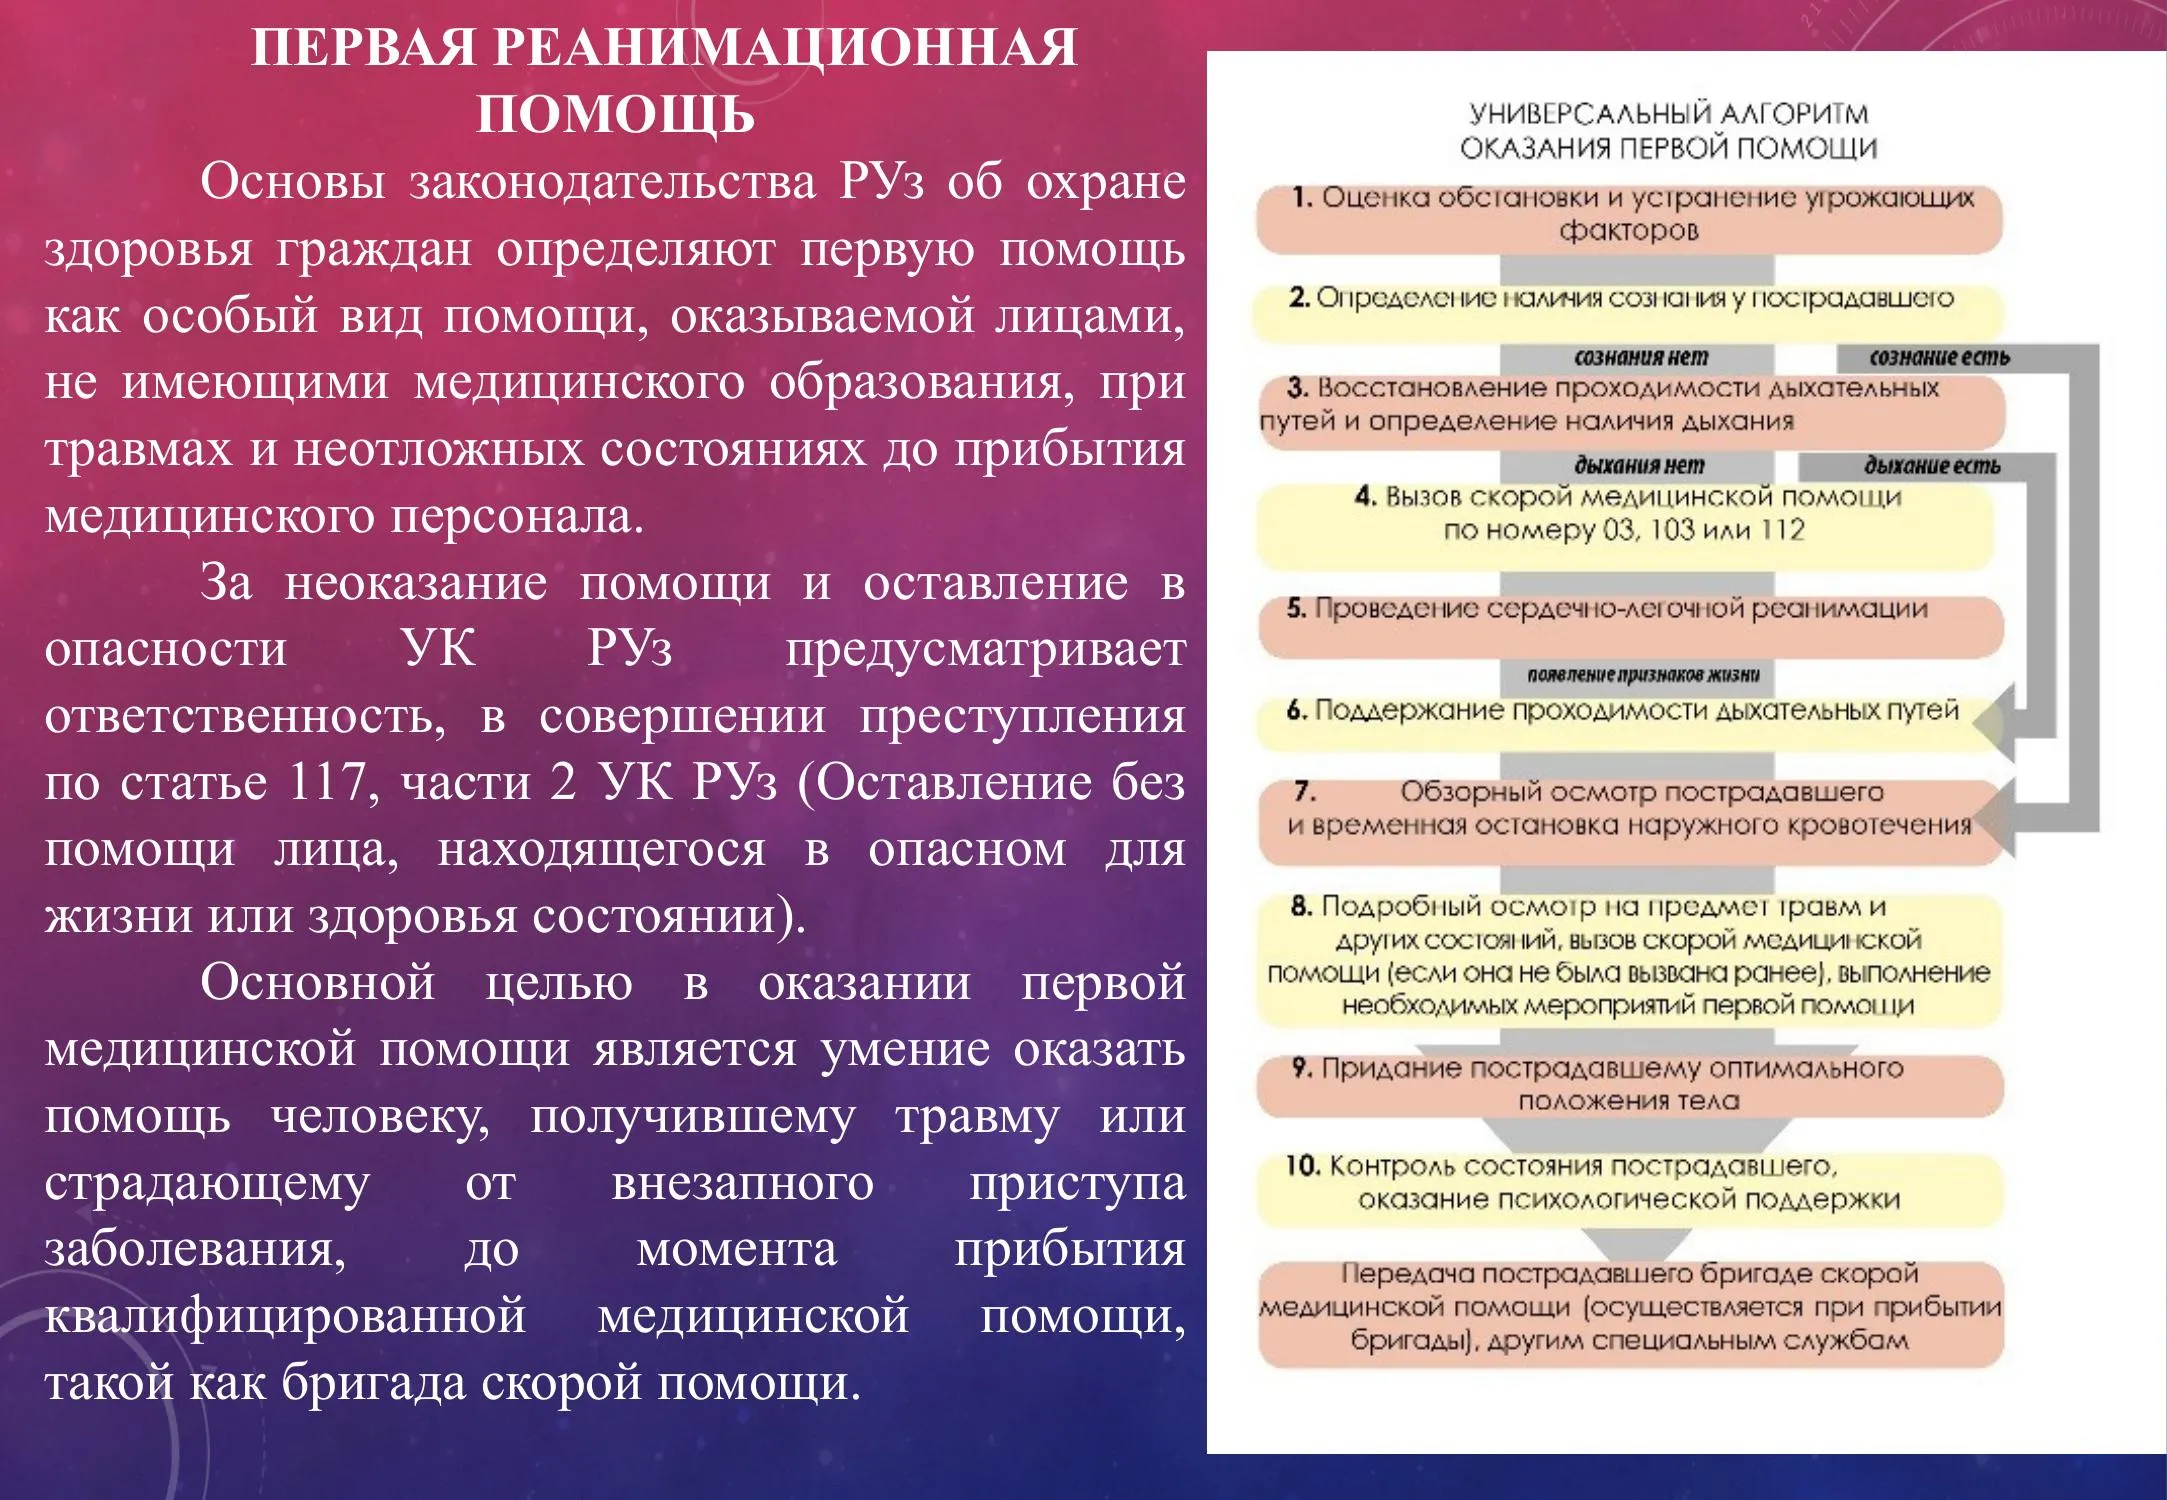 ПЕРВАЯ РЕАНИМАЦИОННАЯ
ПОМОЩЬ
Основы законодательства РУз об охране
здоровья граждан определяют первую помощь
как особый вид помощи, оказываемой лицами,
не имеющими медицинского образования, при
травмах и неотложных состояниях до прибытия
медицинского персонала.
За неоказание помощи и оставление в
опасности УК РУз предусматривает
ответственность, в совершении преступления
по статье 117, части 2 УК РУз (Оставление без
помощи лица, находящегося в опасном для
жизни или здоровья состоянии).
Основной целью в оказании первой
медицинской помощи является умение оказать
помощь человеку, получившему травму или
страдающему от внезапного приступа
заболевания, до момента прибытия
квалифицированной медицинской помощи,
такой как бригада скорой помощи.
УНИВЕРСАЛЬНЫЙ АЛГОРИТМ
ОКАЗАНИЯ ПЕРВОЙ ПОМОЩИ
1. Оценка обстановки и устранение угрожающих
факторов
2. Определение наличия сознания у пострадавшего
сознания нет сознание есть
3. Восстановление проходимости дыхательных
путей и определение наличия дыхания
дыхания нет дыхание есть
4. Вызов скорой медицинской помощи
по номеру 03, 103 или 112
5. Проведение сердечно-легочной реанимации
появление признаков жизни
6. Поддержание проходимости дыхательных путей
7. Обзорный осмотр пострадавшего
и временная остановка наружного кровотечения
8. Подробный осмотр на предмет травм и
других состояний, вызов скорой медицинской
помощи (если она не была вызвана ранее), выполнение
необходимых мероприятий первой помощи
9. Придание пострадавшему оптимального
положения тела
10. Контроль состояния пострадавшего,
оказание психологической поддержки
Передача пострадавшего бригаде скорой
медицинской помощи (осуществляется при прибытии
бригады), другим специальным службам